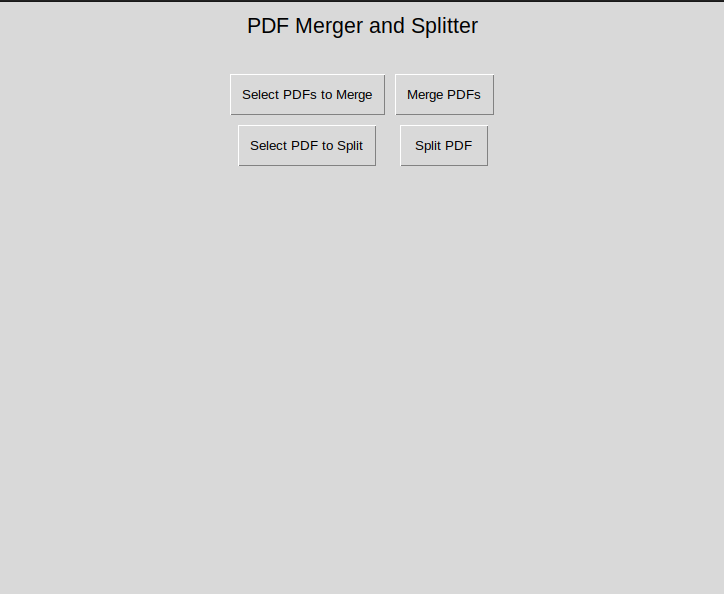 PDF Merger and Splitter
Select PDFs to Merge Merge PDFs
Select PDF to Split Split PDF